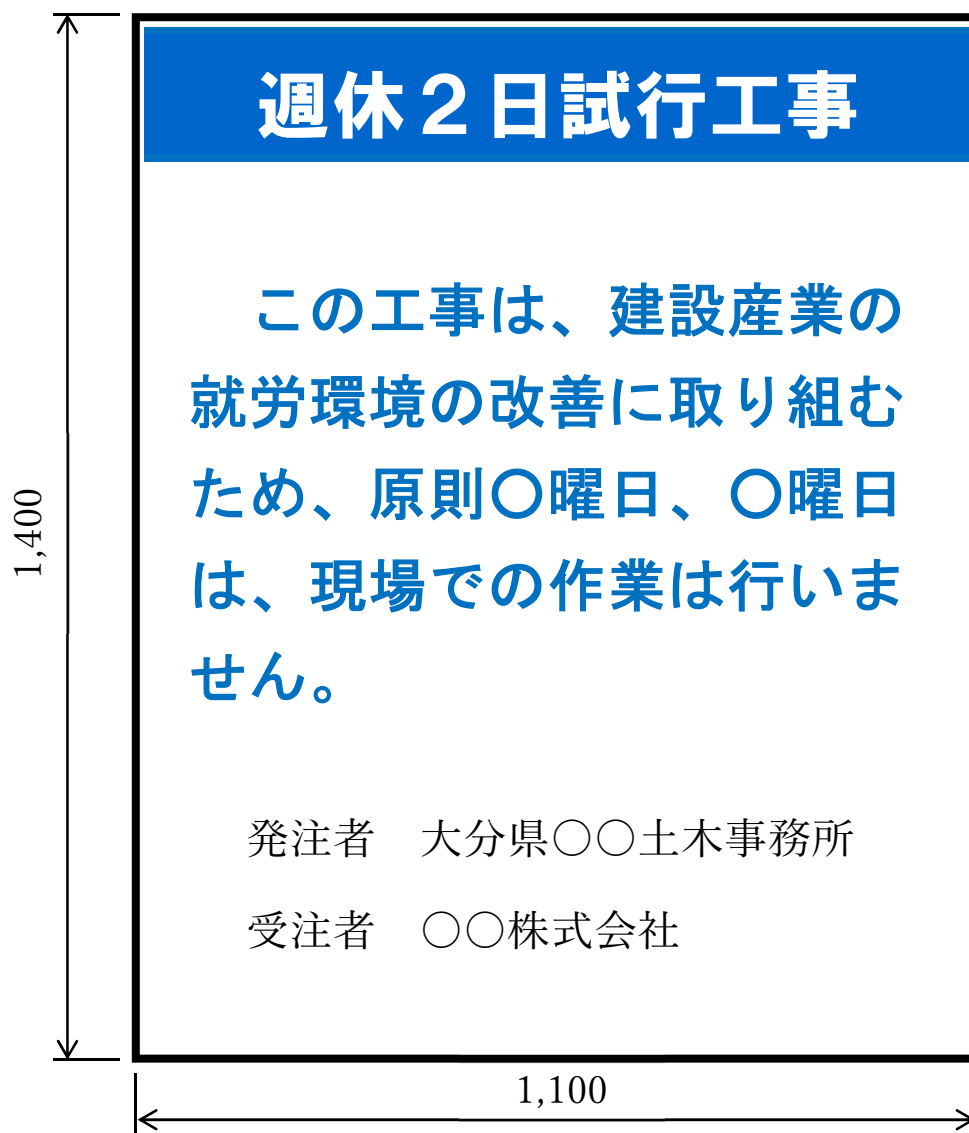 週休２日試行工事
この工事は、建設産業の
就労環境の改善に取り組む
ため、原則〇曜日、〇曜日
は、現場での作業は行いま
せん。
発注者　大分県○○土木事務所
受注者　○○株式会社
1,400
1,100